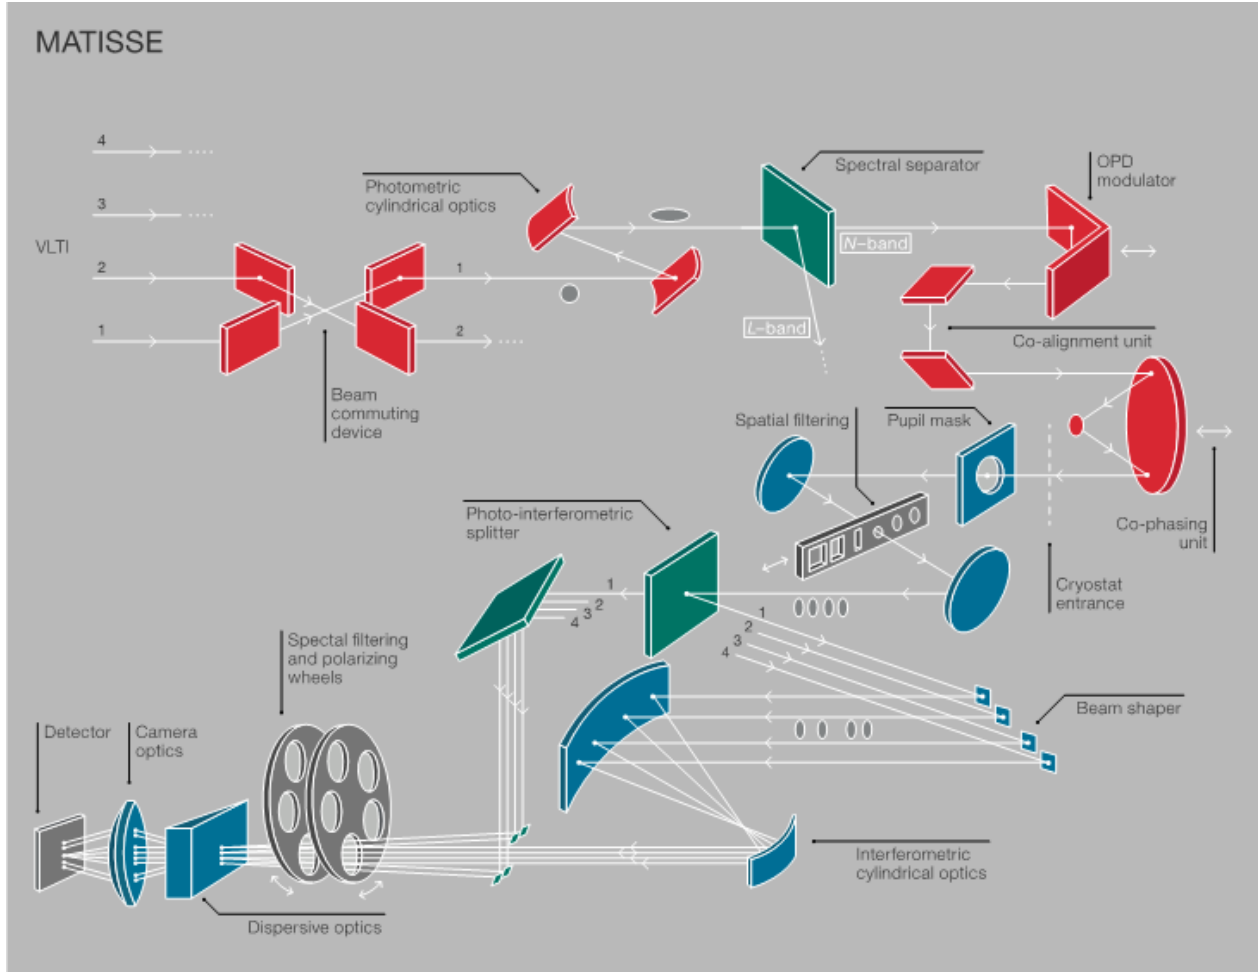 MATISSE
4
3
VLTI
2
1
1
2
Photometric
cylindrical optics
Spectral separator
OPD
modulator
N–band
L–band
Beam
commuting
device
Co-alignment unit
Spatial filtering
Pupil mask
Co-phasing
unit
Photo-interferometric
splitter
Cryostat
entrance
1
2
3
4
1
2
3
4
Spectal filtering
and polarizing
wheels
Beam shaper
Detector
Camera
optics
Interferometric
cylindrical optics
Dispersive optics